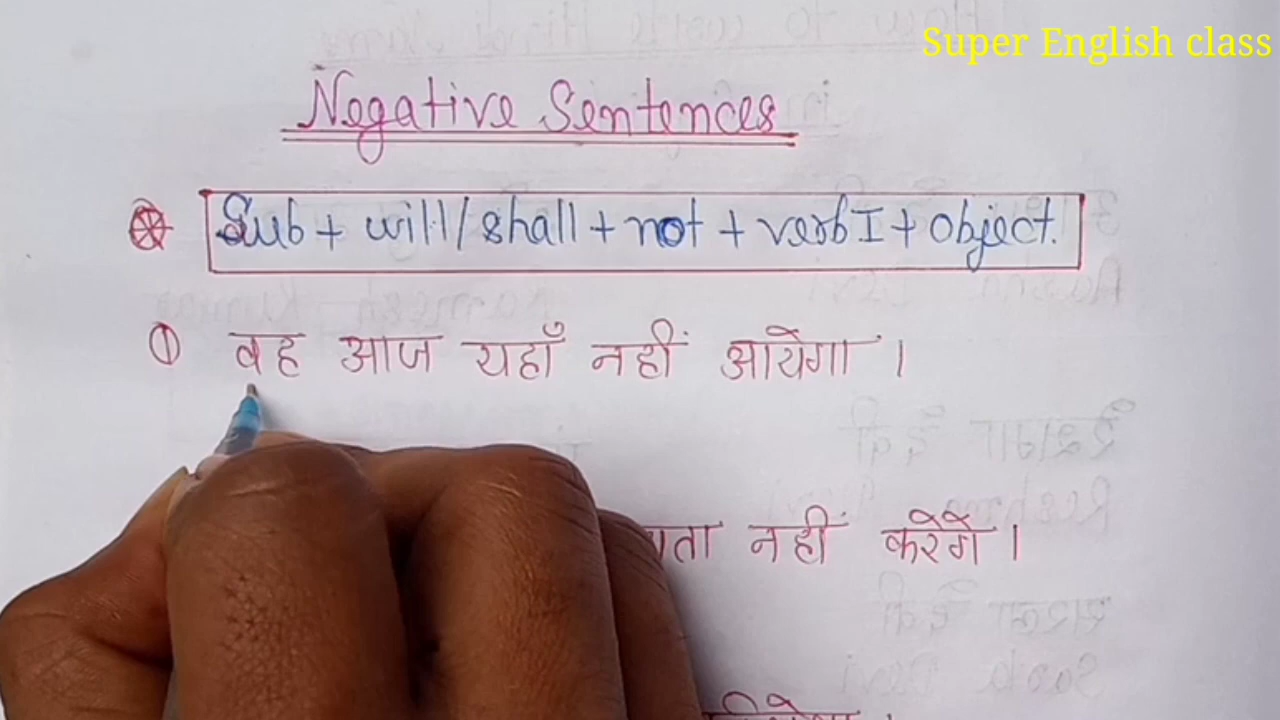 Super English class
Negative Sentences
Sub + will/shall + not + verb I + object.
① वह आज यहाँ नहीं आयेगा ।
नहीं करेंगे ।